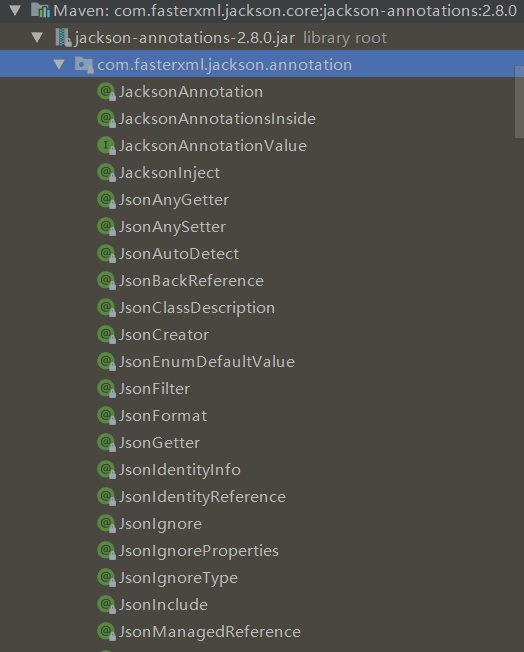 Maven: com.fasterxml.jackson.core:jackson-annotations:2.8.0
jackson-annotations-2.8.0.jar library root
com.fasterxml.jackson.annotation
@ JacksonAnnotation
@ JacksonAnnotationsInside
I JacksonAnnotationValue
@ JacksonInject
@ JsonAnyGetter
@ JsonAnySetter
@ JsonAutoDetect
@ JsonBackReference
@ JsonClassDescription
@ JsonCreator
@ JsonEnumDefaultValue
@ JsonFilter
@ JsonFormat
@ JsonGetter
@ JsonIdentityInfo
@ JsonIdentityReference
@ JsonIgnore
@ JsonIgnoreProperties
@ JsonIgnoreType
@ JsonInclude
@ JsonManagedReference